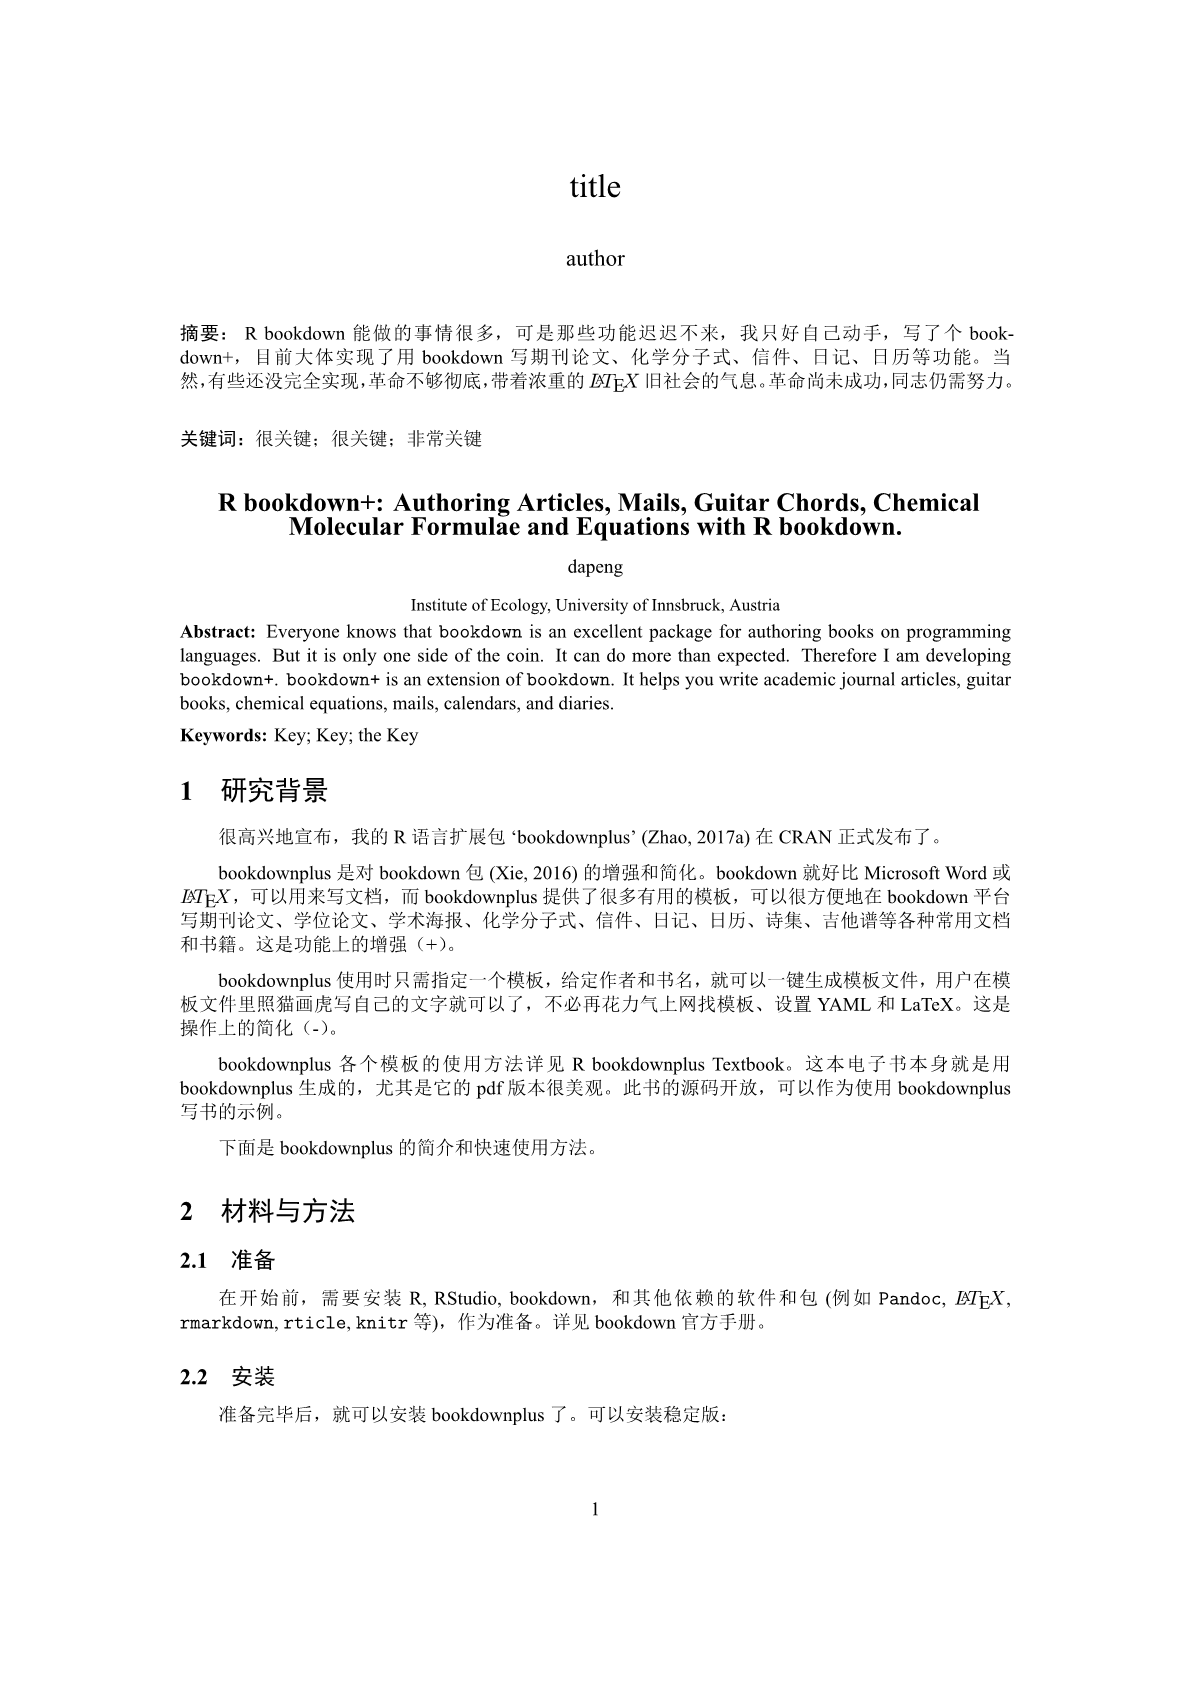 title
author
摘要： R bookdown 能做的事情很多，可是那些功能迟迟不来，我只好自己动手，写了个 book-
down+，目前大体实现了用 bookdown 写期刊论文、化学分子式、信件、日记、日历等功能。当
然，有些还没完全实现，革命不够彻底，带着浓重的 LATEX 旧社会的气息。革命尚未成功，同志仍需努力。
关键词：很关键；很关键；非常关键
R bookdown+: Authoring Articles, Mails, Guitar Chords, Chemical
Molecular Formulae and Equations with R bookdown.
dapeng
Institute of Ecology, University of Innsbruck, Austria
Abstract: Everyone knows that bookdown is an excellent package for authoring books on programming
languages. But it is only one side of the coin. It can do more than expected. Therefore I am developing
bookdown+. bookdown+ is an extension of bookdown. It helps you write academic journal articles, guitar
books, chemical equations, mails, calendars, and diaries.
Keywords: Key; Key; the Key
1 研究背景
很高兴地宣布，我的 R 语言扩展包 ‘bookdownplus’ (Zhao, 2017a) 在 CRAN 正式发布了。
bookdownplus 是对 bookdown 包 (Xie, 2016) 的增强和简化。bookdown 就好比 Microsoft Word 或
LATEX，可以用来写文档，而 bookdownplus 提供了很多有用的模板，可以很方便地在 bookdown 平台
写期刊论文、学位论文、学术海报、化学分子式、信件、日记、日历、诗集、吉他谱等各种常用文档
和书籍。这是功能上的增强（+）。
bookdownplus 使用时只需指定一个模板，给定作者和书名，就可以一键生成模板文件，用户在模
板文件里照猫画虎写自己的文字就可以了，不必再花力气上网找模板、设置 YAML 和 LaTeX。这是
操作上的简化（-）。
bookdownplus 各个模板的使用方法详见 R bookdownplus Textbook。这本电子书本身就是用
bookdownplus 生成的，尤其是它的 pdf 版本很美观。此书的源码开放，可以作为使用 bookdownplus
写书的示例。
下面是 bookdownplus 的简介和快速使用方法。
2 材料与方法
2.1 准备
在开始前，需要安装 R, RStudio, bookdown，和其他依赖的软件和包 (例如 Pandoc, LATEX,
rmarkdown, rticle, knitr 等)，作为准备。详见 bookdown 官方手册。
2.2 安装
准备完毕后，就可以安装 bookdownplus 了。可以安装稳定版：
1